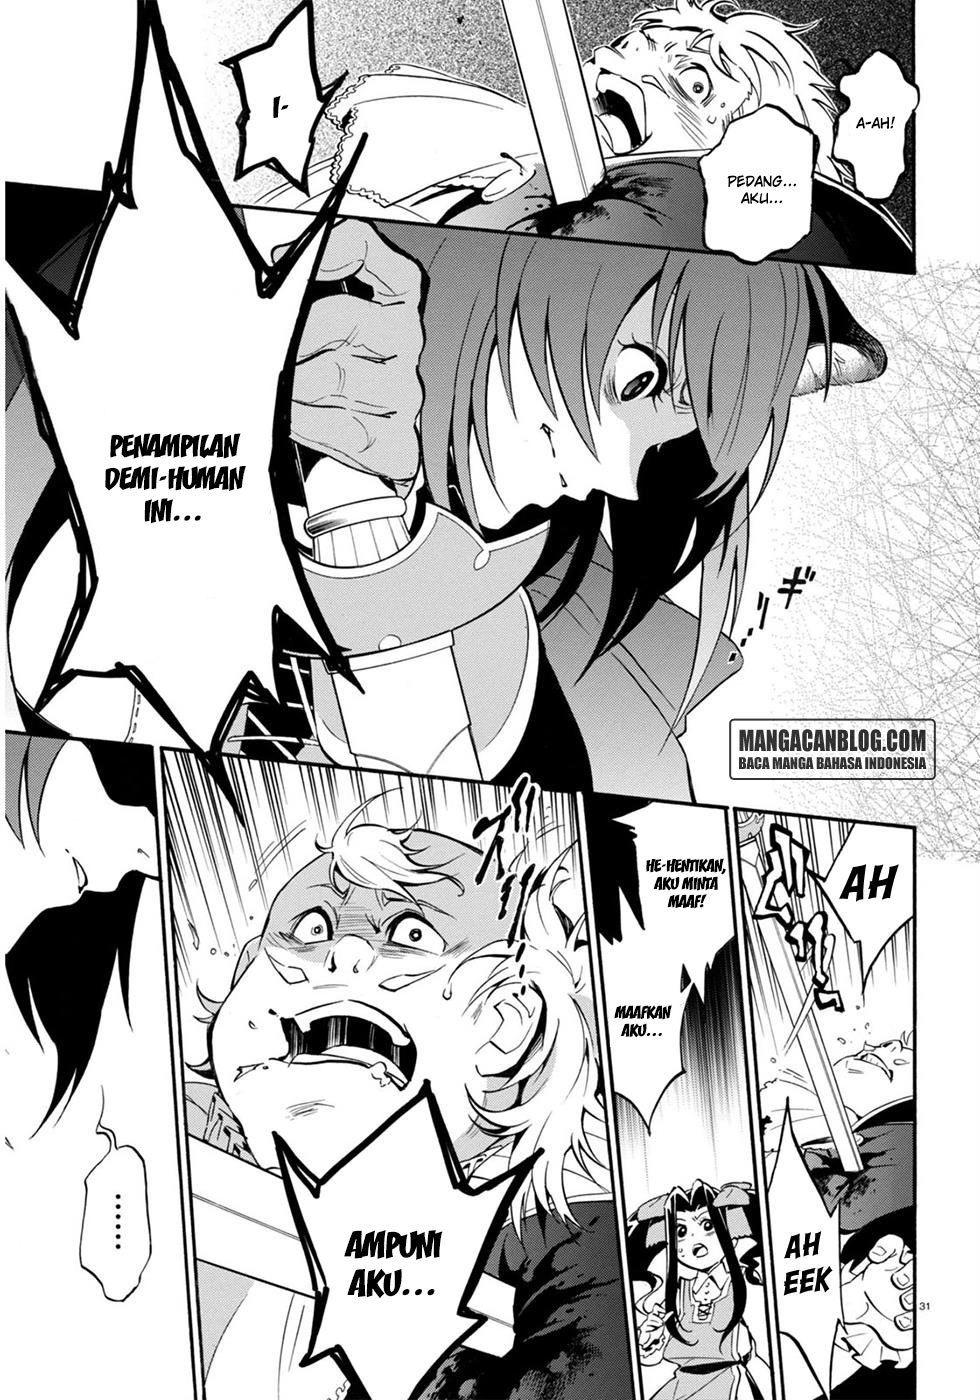 A-AH!
PEDANG...
AKU...
I-
PENAMPILAN
DEMI-HUMAN
INI...
ギ
MANGACANBLOG.COM
BACA MANGA BAHASA INDONESIA
AH
AH
EEK
HE-HENTIKAN,
AKU MINTA
MAAF!
MAAFKAN
AKU...
AMPUNI
AKU...
......
31